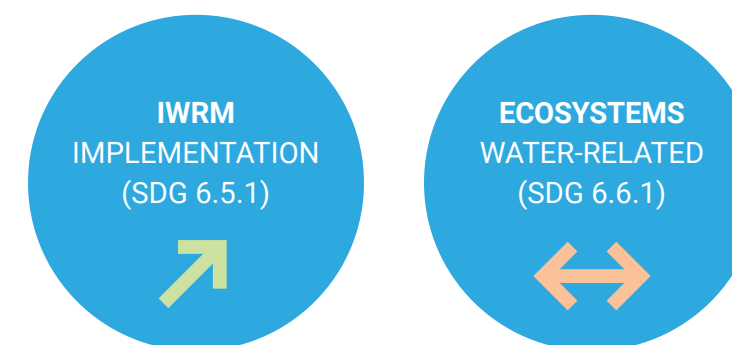 IWRM
IMPLEMENTATION
(SDG 6.5.1)
ECOSYSTEMS
WATER-RELATED
(SDG 6.6.1)